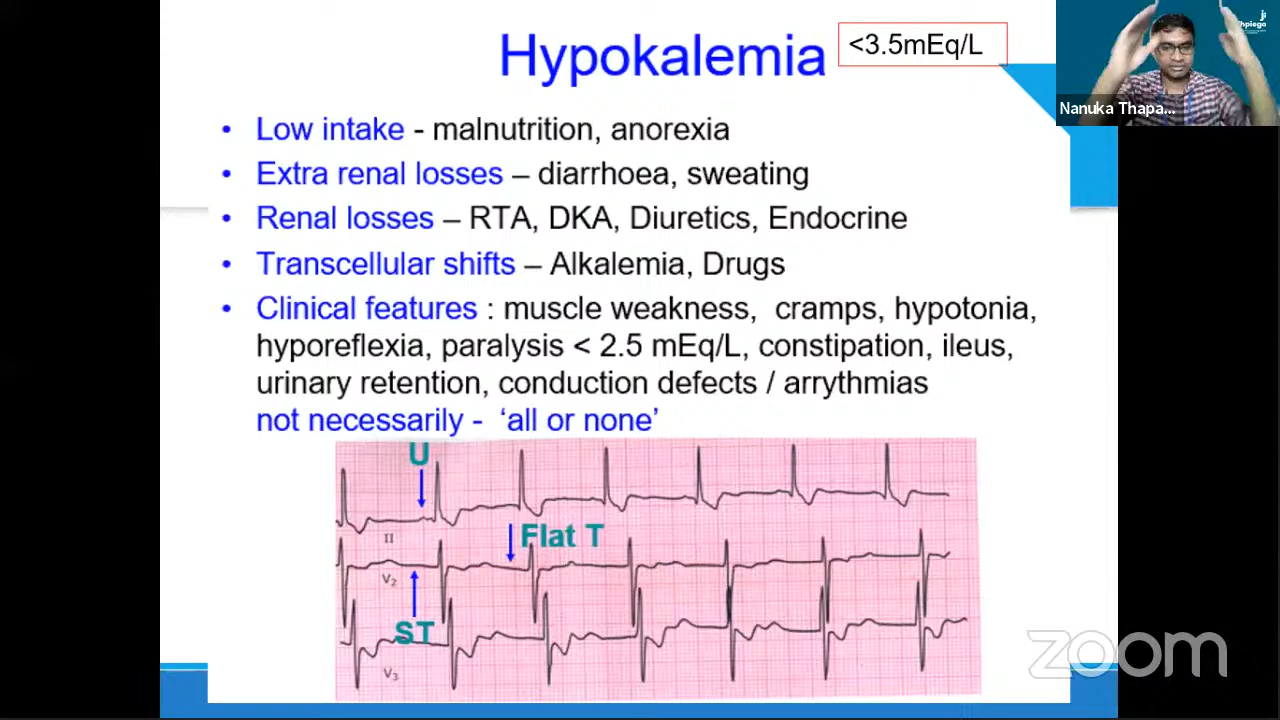 Hypokalemia
<3.5mEq/L
jhpiego
Nanuka Thapa...
• Low intake - malnutrition, anorexia
• Extra renal losses – diarrhoea, sweating
• Renal losses – RTA, DKA, Diuretics, Endocrine
• Transcellular shifts – Alkalemia, Drugs
• Clinical features : muscle weakness, cramps, hypotonia,
hyporeflexia, paralysis < 2.5 mEq/L, constipation, ileus,
urinary retention, conduction defects / arrythmias
not necessarily - ‘all or none’
U
II
Flat T
V2
ST
V3
zoom